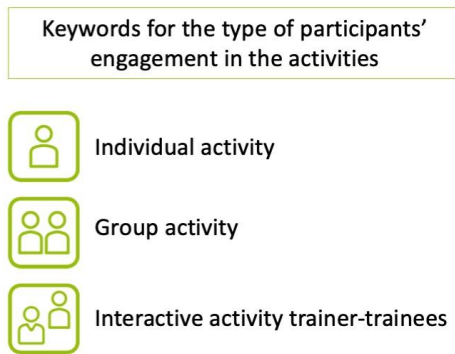 Keywords for the type of participants’
engagement in the activities
Individual activity
Group activity
Interactive activity trainer-trainees